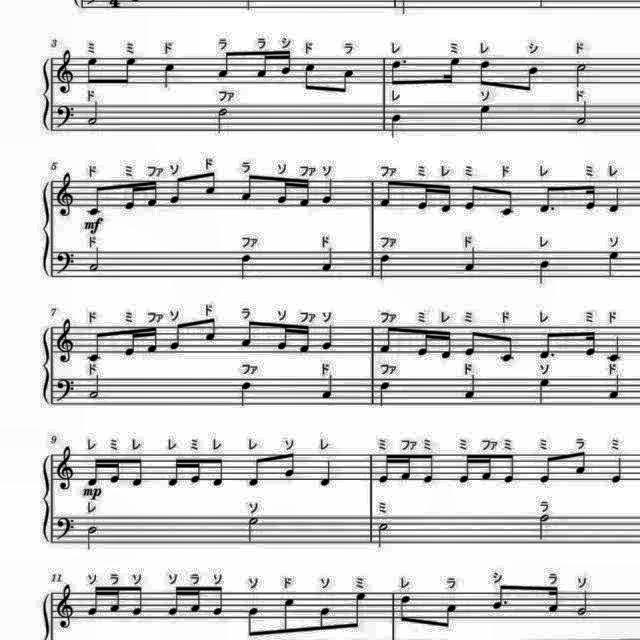 3 ミ ミ ド ラ ラ シ ド ラ レ ミ レ シ ド
ド ファ レ ソ ド
5 ド ミ ファ ソ ド ラ ソ ファ ソ ファ ミ レ ミ ド レ ミ レ
mf
ド ファ ド ファ ド レ ソ
7 ド ミ ファ ソ ド ラ ソ ファ ソ ファ ミ レ ミ ド レ ミ ド
ド ファ ド ファ ド ソ ド
9 レ ミ レ レ ミ レ レ ソ レ ミ ファ ミ ミ ファ ミ ミ ラ ミ
mp
レ ソ ミ ラ
11 ソ ラ ソ ソ ラ ソ ソ ド ソ ミ レ ラ シ ラ ソ